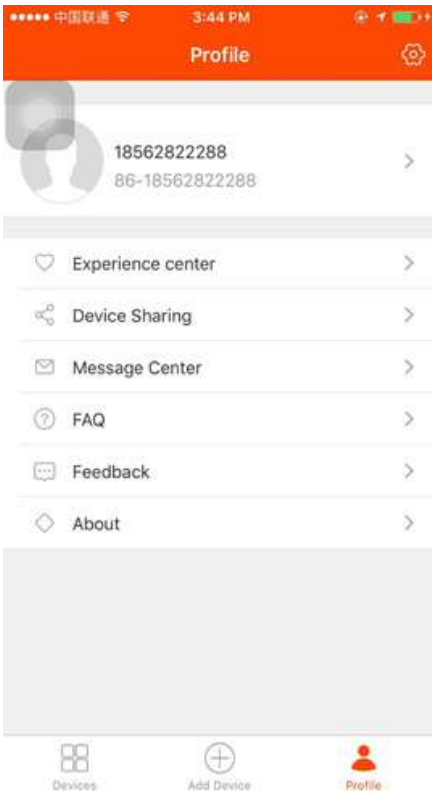 中国联通 3:44 PM
Profile
18562822288
86-18562822288
Experience center
Device Sharing
Message Center
FAQ
Feedback
About
Devices Add Device Profile